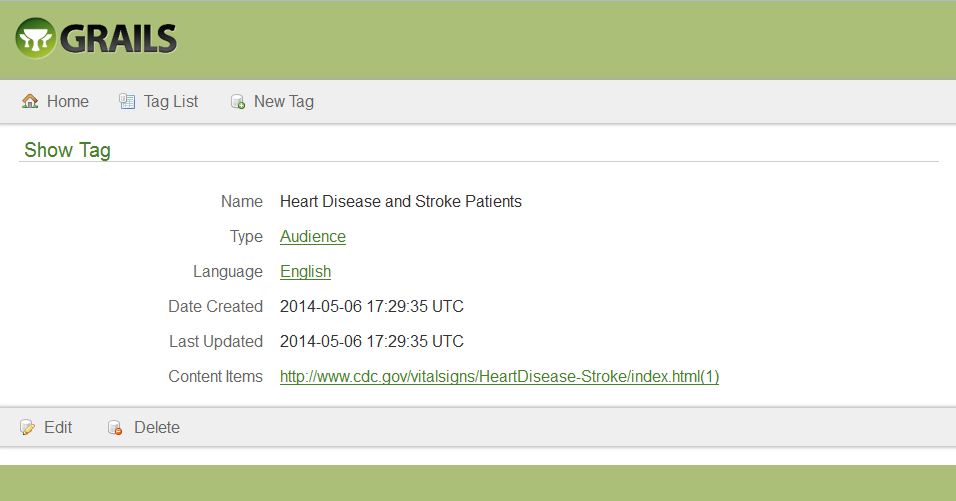 GRAILS
Home Tag List New Tag
Show Tag
Name Heart Disease and Stroke Patients
Type Audience
Language English
Date Created 2014-05-06 17:29:35 UTC
Last Updated 2014-05-06 17:29:35 UTC
Content Items http://www.cdc.gov/vitalsigns/HeartDisease-Stroke/index.html(1)
Edit Delete